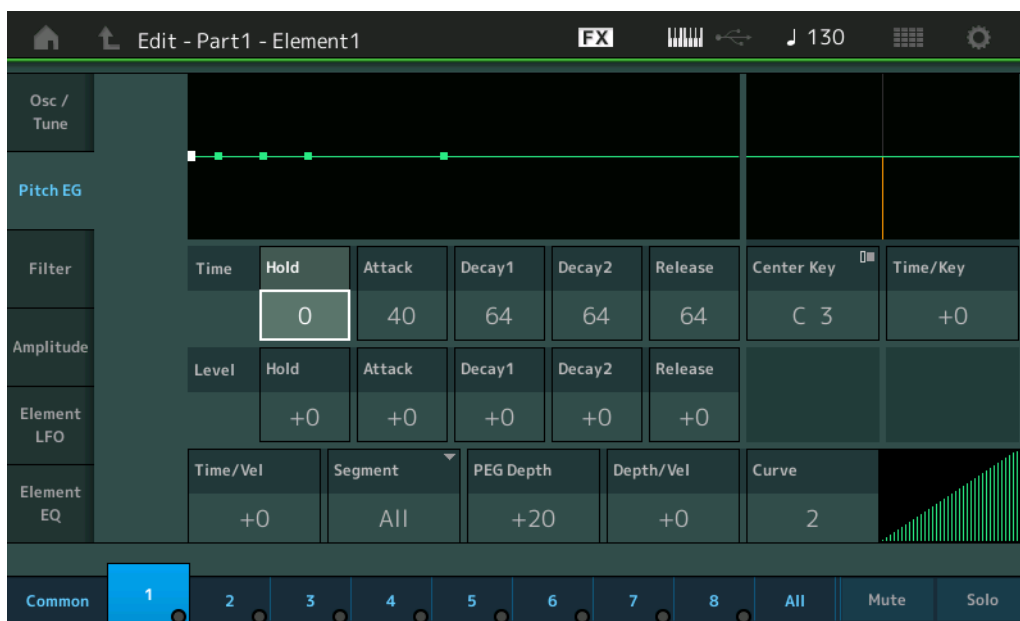 Edit - Part1 - Element1
FX
130
Osc /
Tune
Pitch EG
Filter
Amplitude
Element
LFO
Element
EQ
Time Hold Attack Decay1 Decay2 Release Center Key Time/Key
0 40 64 64 64 C 3 +0
Level Hold Attack Decay1 Decay2 Release
+0 +0 +0 +0 +0
Time/Vel Segment PEG Depth Depth/Vel Curve
+0 All +20 +0 2
Common 1 2 3 4 5 6 7 8 All Mute Solo